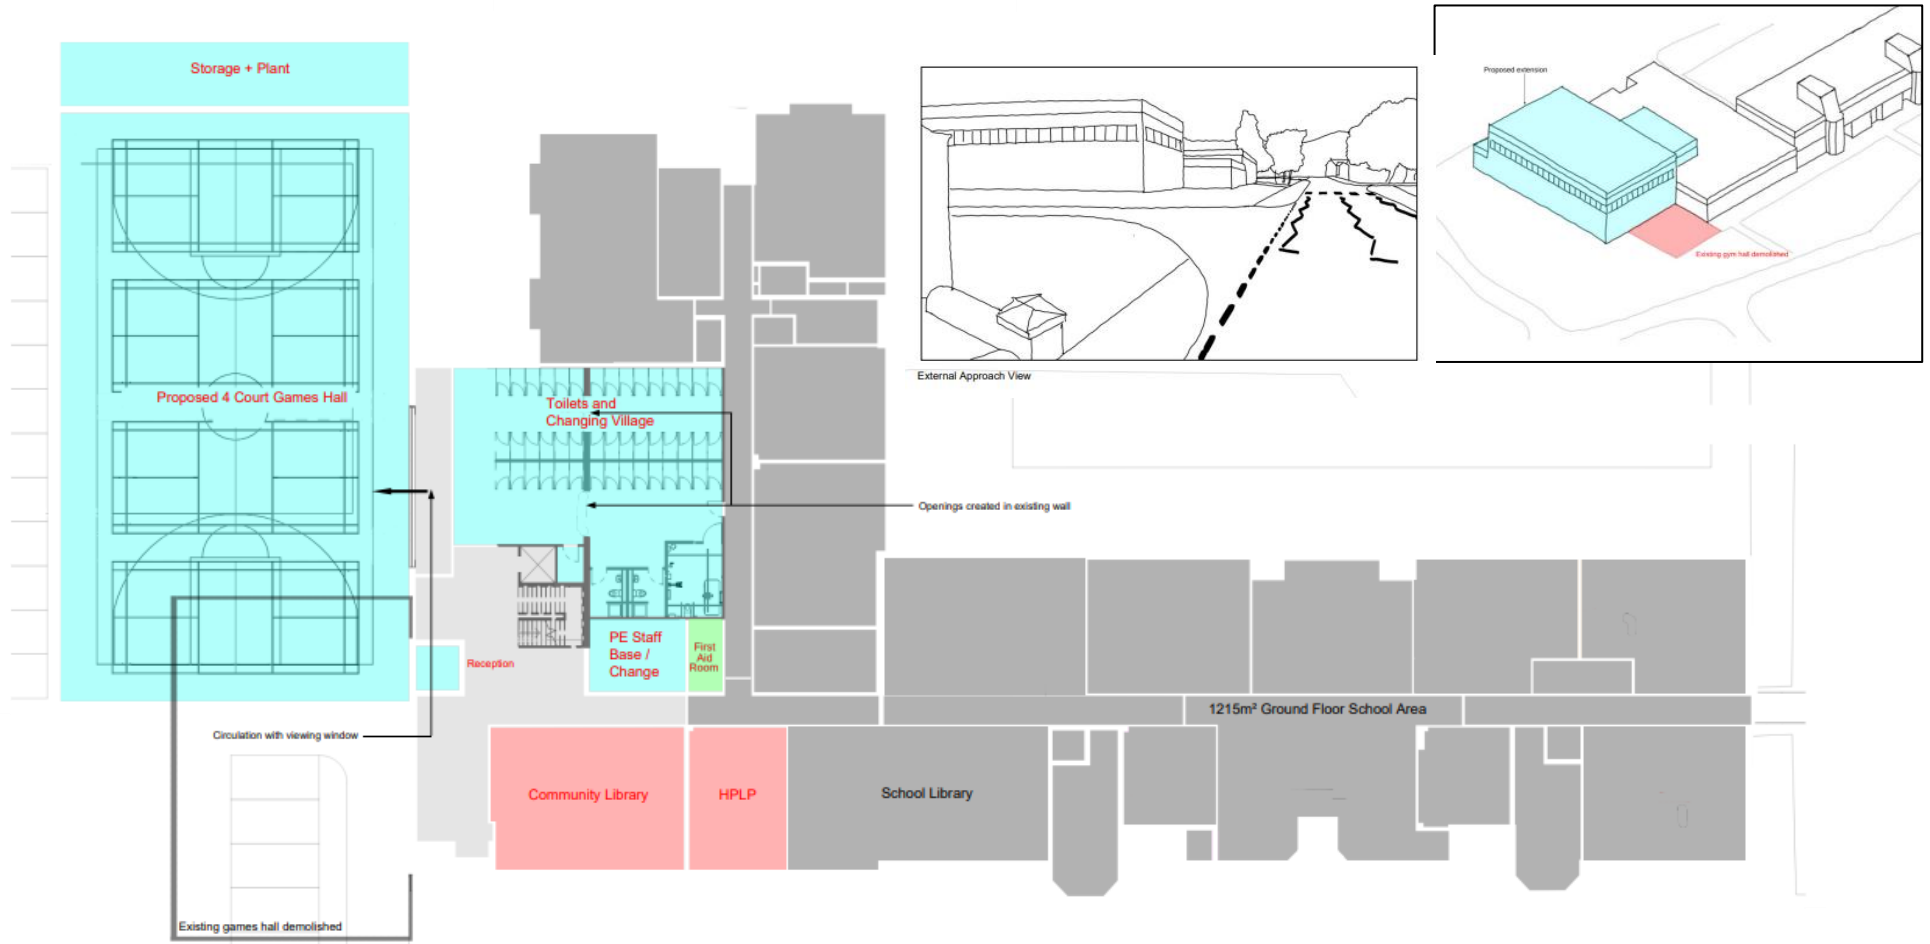 Storage + Plant
Proposed extension
Existing gym hall demolished
External Approach View
Proposed 4 Court Games Hall
Toilets and
Changing Village
Openings created in existing wall
PE Staff
Base /
Change
First
Aid
Room
Reception
Circulation with viewing window
1215m² Ground Floor School Area
Community Library
HPLP
School Library
Existing games hall demolished